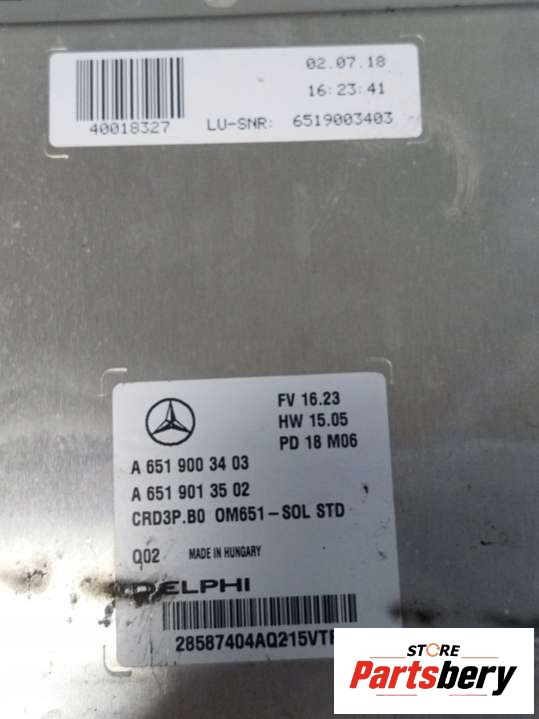 02.07.18
16:23:41
40018327 LU-SNR: 6519003403
FV 16.23
HW 15.05
PD 18 M06
A 651 900 34 03
A 651 901 35 02
CRD3P.B0 OM651-SOL STD
Q02 MADE IN HUNGARY
DELPHI
28587404AQ215VT
STORE
Partsbery